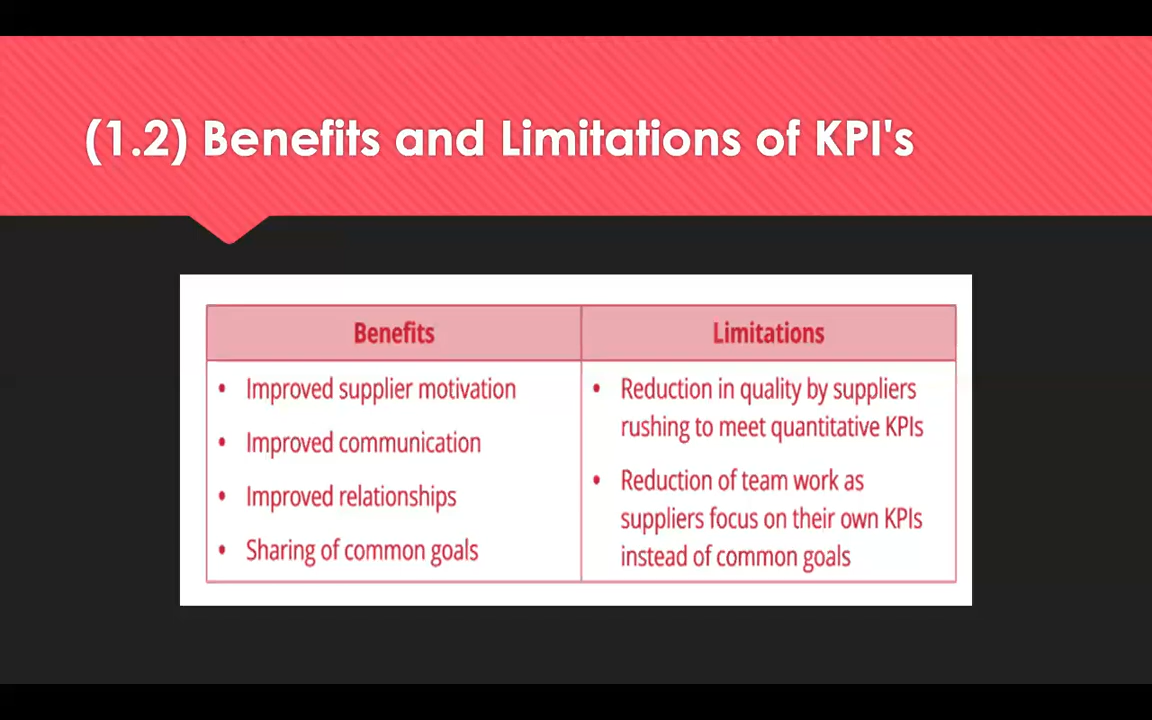 (1.2) Benefits and Limitations of KPI's
Benefits
Limitations
• Improved supplier motivation
• Improved communication
• Improved relationships
• Sharing of common goals
• Reduction in quality by suppliers
rushing to meet quantitative KPIs
• Reduction of team work as
suppliers focus on their own KPIs
instead of common goals